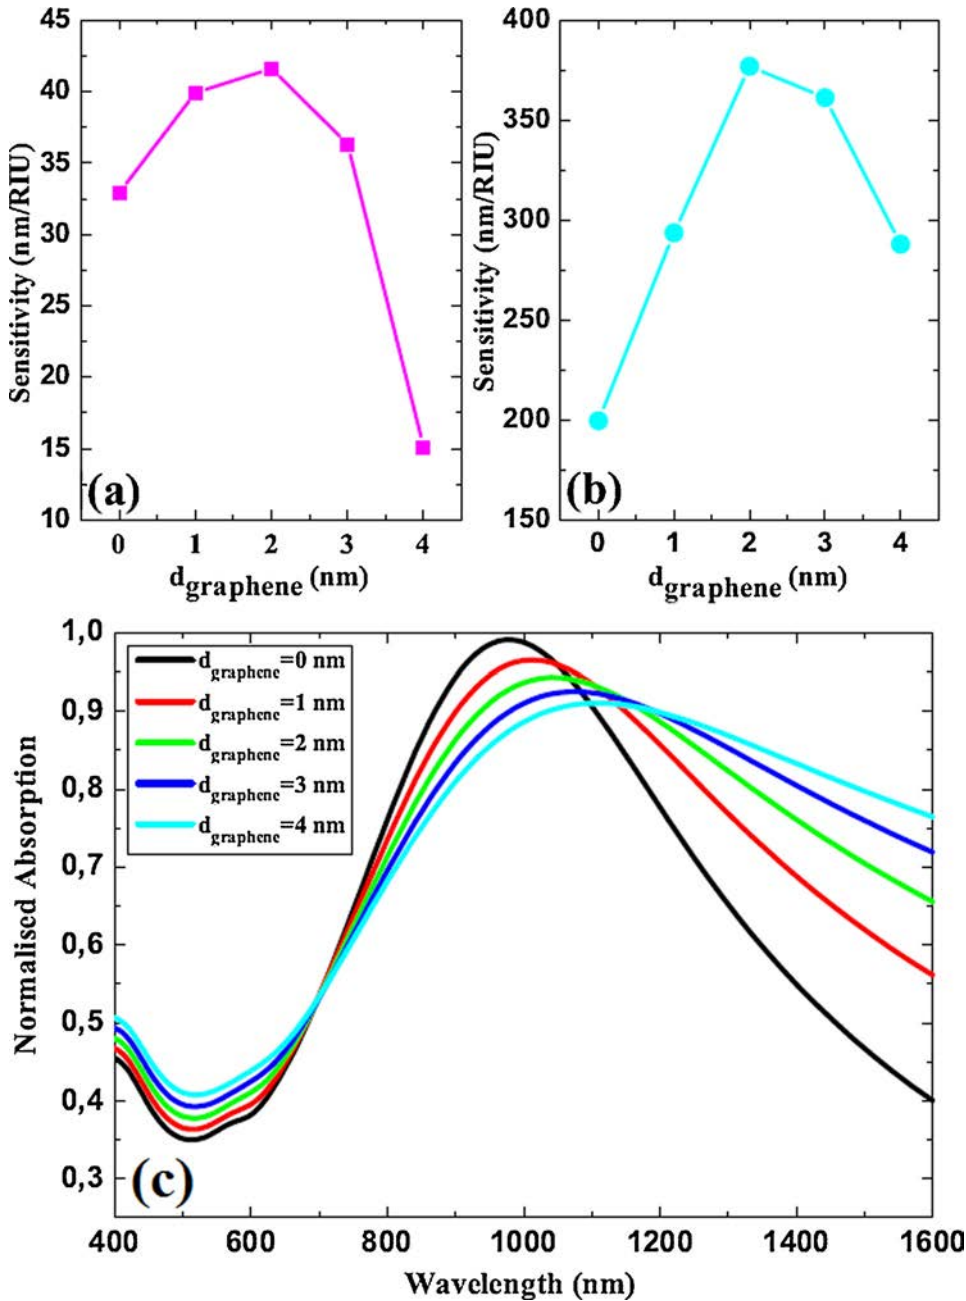 45
40
35
30
25
20
15
10
Sensitivity (nm/RIU)
(a)
0 1 2 3 4
dgraphene (nm)
400
350
300
250
200
150
Sensitivity (nm/RIU)
(b)
0 1 2 3 4
dgraphene (nm)
1,0
0,9
0,8
0,7
0,6
0,5
0,4
0,3
Normalised Absorption
dgraphene=0 nm
dgraphene=1 nm
dgraphene=2 nm
dgraphene=3 nm
dgraphene=4 nm
(c)
400 600 800 1000 1200 1400 1600
Wavelength (nm)